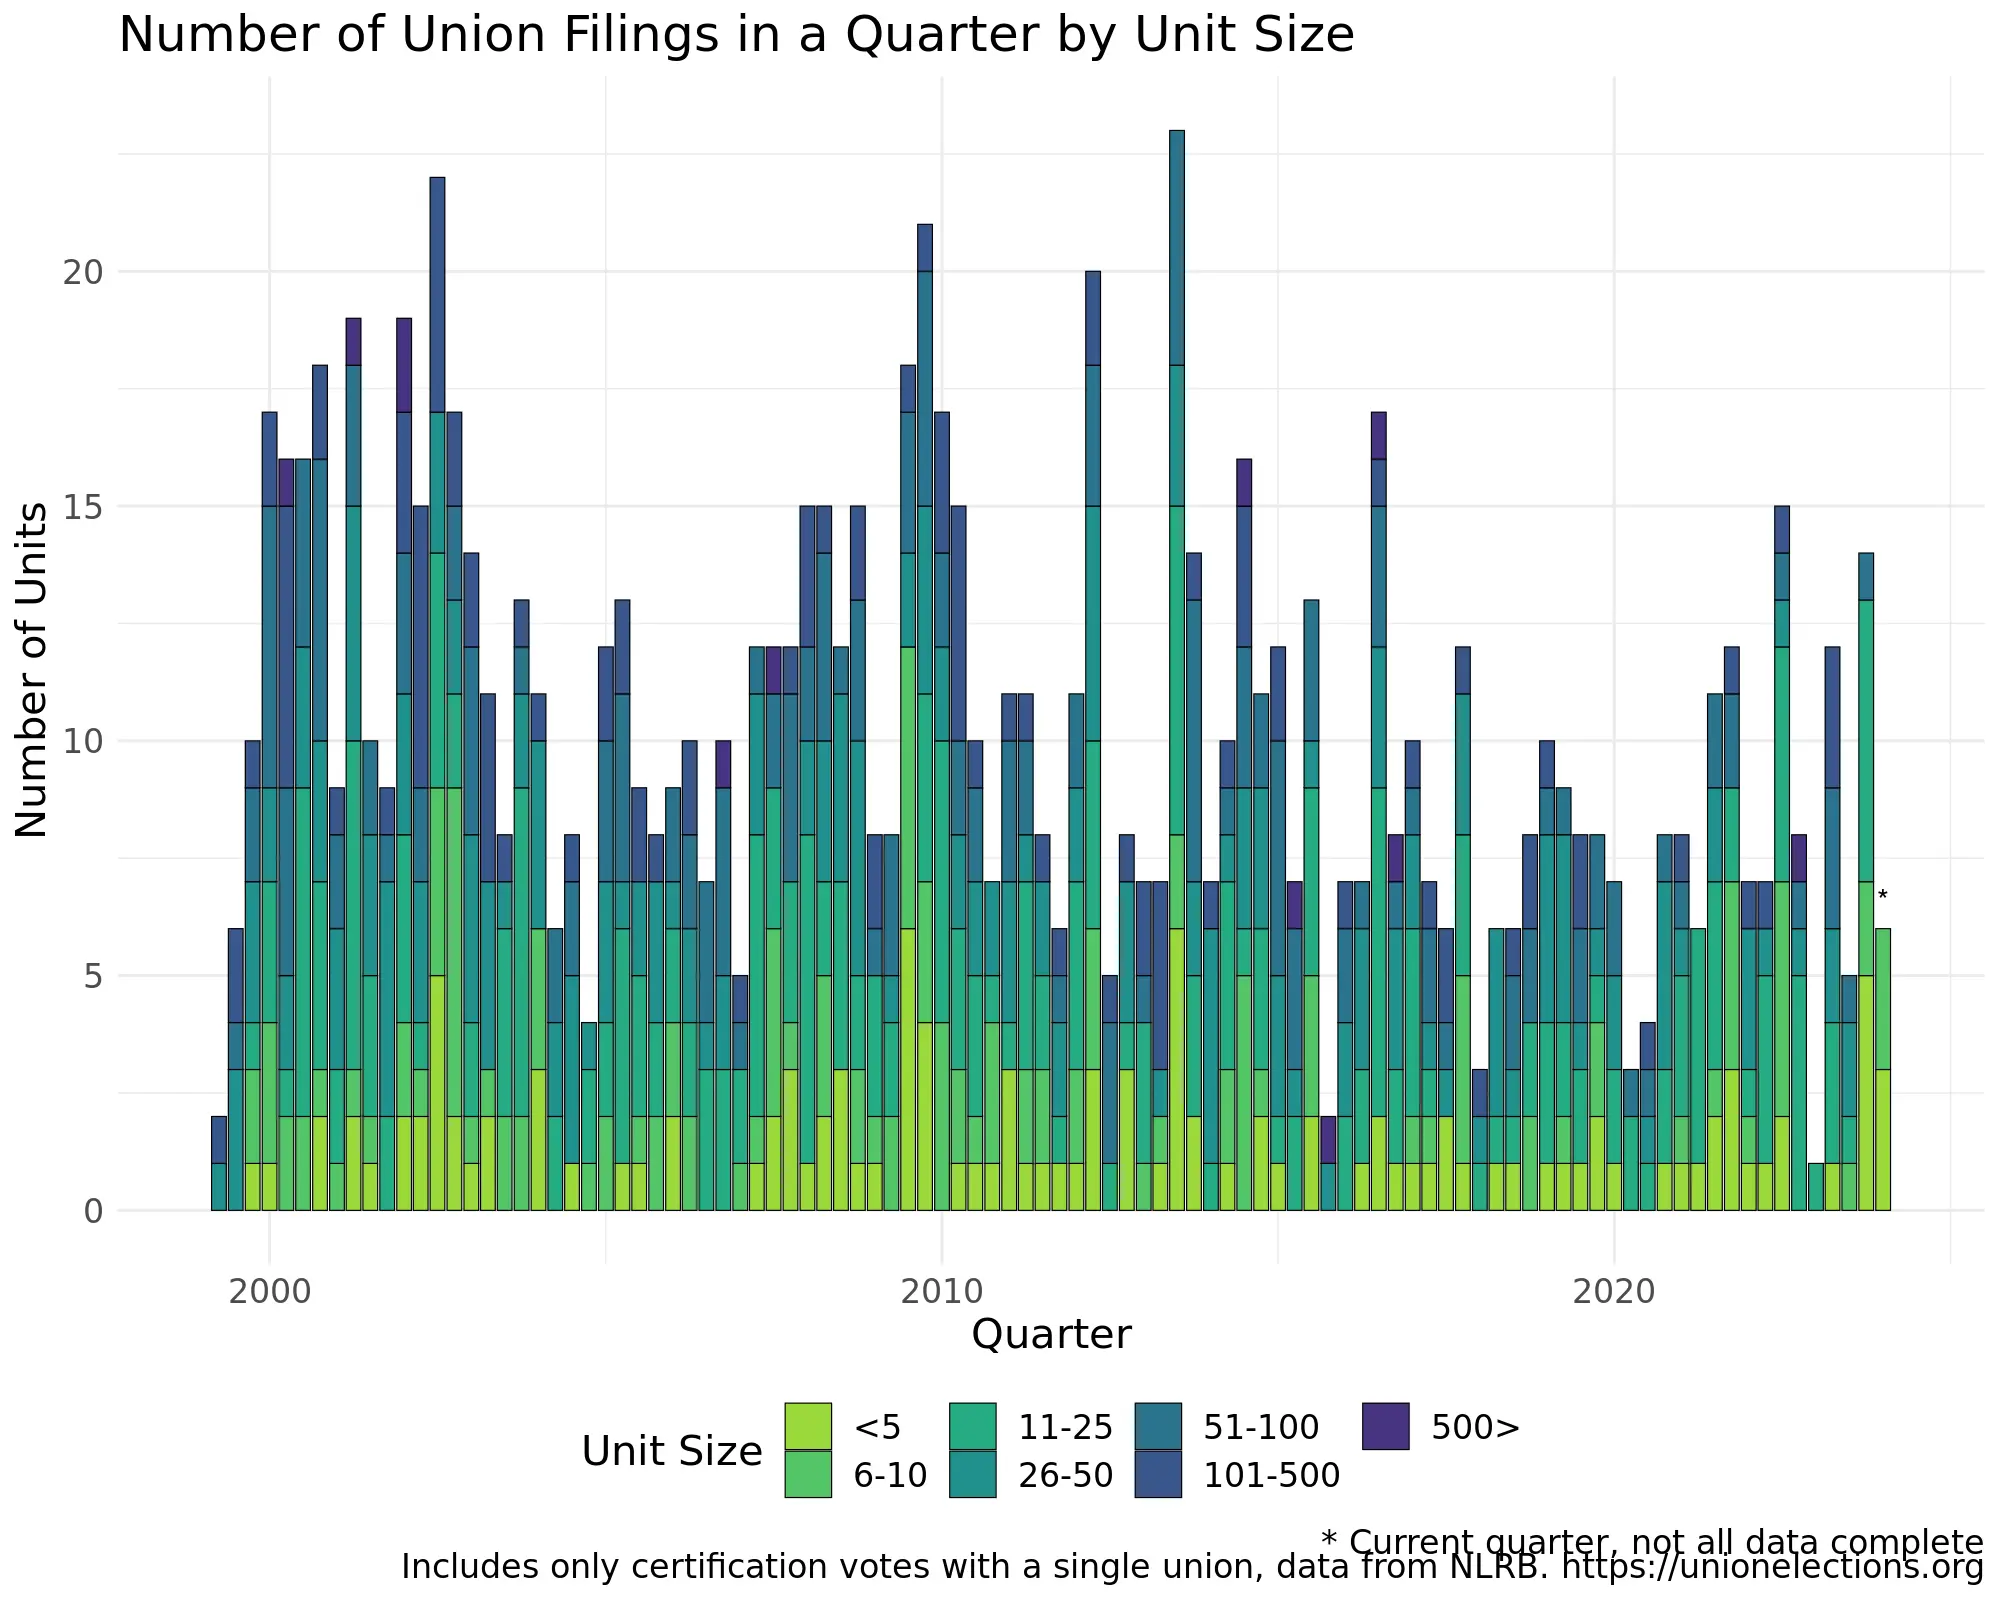 Number of Union Filings in a Quarter by Unit Size
Number of Units
20
15
10
5
0
*
2000 2010 2020
Quarter
Unit Size
<5 11-25 51-100 500>
6-10 26-50 101-500
* Current quarter, not all data complete
Includes only certification votes with a single union, data from NLRB. https://unionelections.org